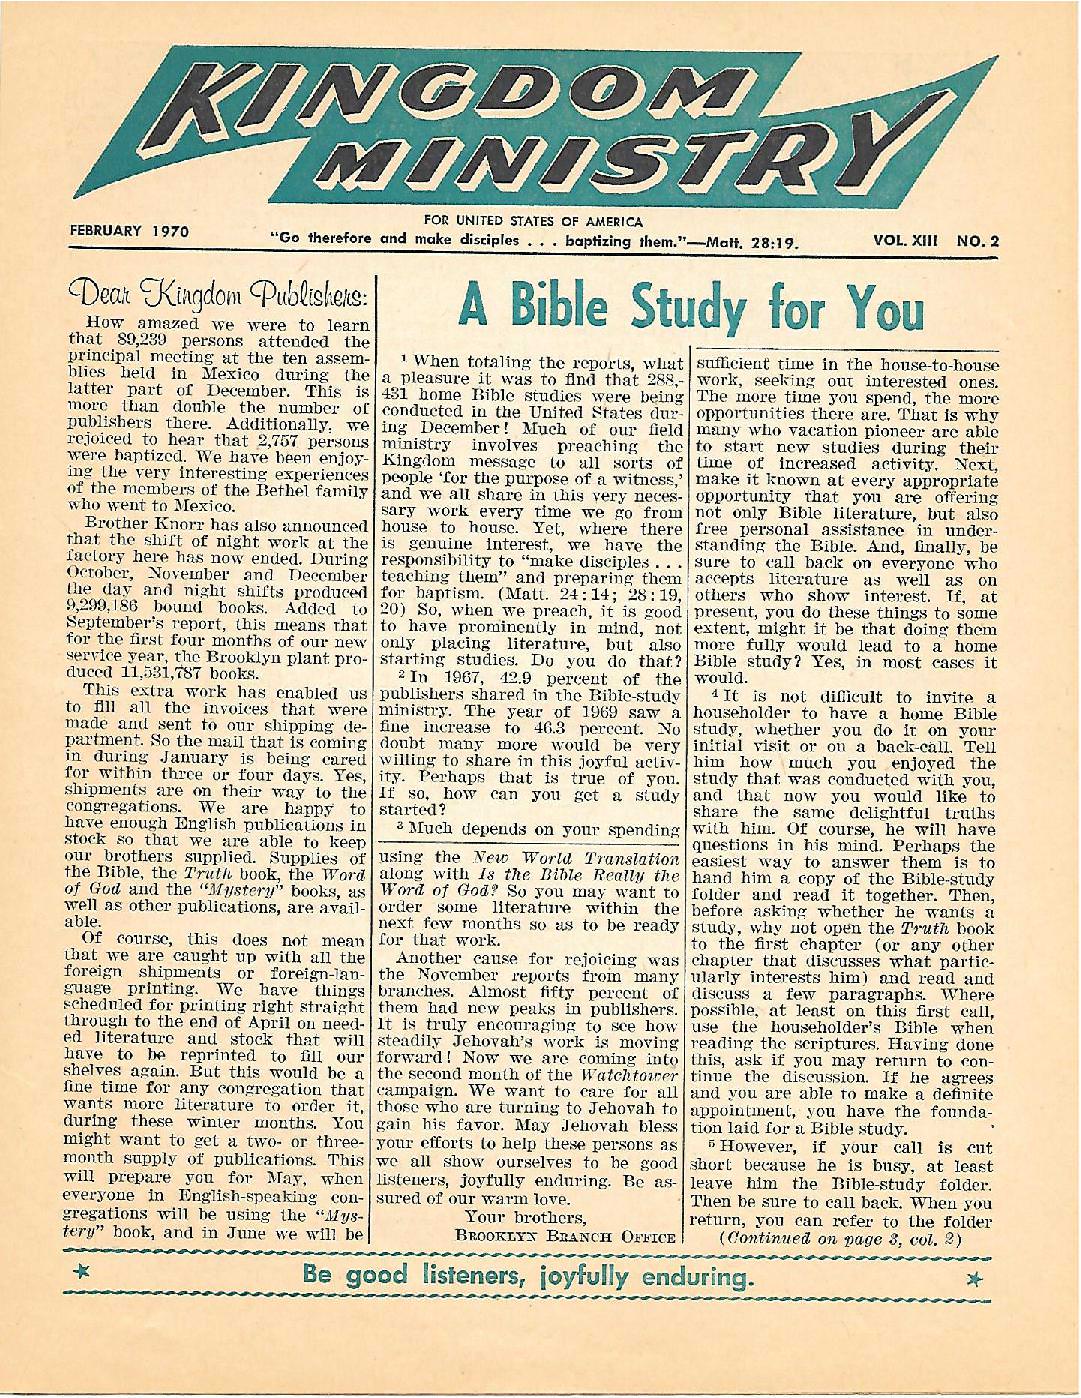 KINGDOM
MINISTRY
FOR UNITED STATES OF AMERICA
FEBRUARY 1970
"Go therefore and make disciples . . . baptizing them."—Matt. 28:19.
VOL. XIII NO. 2
Dear Kingdom Publishers:
How amazed we were to learn
that 89,239 persons attended the
principal meeting at the ten assem-
blies held in Mexico during the
latter part of December. This is
more than double the number of
publishers there. Additionally, we
rejoiced to hear that 2,757 persons
were baptized. We have been enjoy-
ing the very interesting experiences
of the members of the Bethel family
who went to Mexico.
Brother Knorr has also announced
that the shift of night work at the
factory here has now ended. During
October, November and December
the day and night shifts produced
9,299,186 bound books. Added to
September's report, this means that
for the first four months of our new
service year, the Brooklyn plant pro-
duced 11,531,787 books.
This extra work has enabled us
to fill all the invoices that were
made and sent to our shipping de-
partment. So the mail that is coming
in during January is being cared
for within three or four days. Yes,
shipments are on their way to the
congregations. We are happy to
have enough English publications in
stock so that we are able to keep
our brothers supplied. Supplies of
the Bible, the Truth book, the Word
of God and the "Mystery" books, as
well as other publications, are avail-
able.
Of course, this does not mean
that we are caught up with all the
foreign shipments or foreign-lan-
guage printing. We have things
scheduled for printing right straight
through to the end of April on need-
ed literature and stock that will
have to be reprinted to fill our
shelves again. But this would be a
fine time for any congregation that
wants more literature to order it,
during these winter months. You
might want to get a two- or three-
month supply of publications. This
will prepare you for May, when
everyone in English-speaking con-
gregations will be using the "Mys-
tery" book, and in June we will be
using the New World Translation
along with Is the Bible Really the
Word of God? So you may want to
order some literature within the
next few months so as to be ready
for that work.
Another cause for rejoicing was
the November reports from many
branches. Almost fifty percent of
them had new peaks in publishers.
It is truly encouraging to see how
steadily Jehovah's work is moving
forward! Now we are coming into
the second month of the Watchtower
campaign. We want to care for all
those who are turning to Jehovah to
gain his favor. May Jehovah bless
your efforts to help these persons as
we all show ourselves to be good
listeners, joyfully enduring. Be as-
sured of our warm love.
Your brothers,
BROOKLYN BRANCH OFFICE
A Bible Study for You
1 When totaling the reports, what
a pleasure it was to find that 288,-
431 home Bible studies were being
conducted in the United States dur-
ing December! Much of our field
ministry involves preaching the
Kingdom message to all sorts of
people 'for the purpose of a witness,'
and we all share in this very neces-
sary work every time we go from
house to house. Yet, where there
is genuine interest, we have the
responsibility to "make disciples . . .
teaching them" and preparing them
for baptism. (Matt. 24:14; 28:19,
20) So, when we preach, it is good
to have prominently in mind, not
only placing literature, but also
starting studies. Do you do that?
2 In 1967, 42.9 percent of the
publishers shared in the Bible-study
ministry. The year of 1969 saw a
fine increase to 46.3 percent. No
doubt many more would be very
willing to share in this joyful activ-
ity. Perhaps that is true of you.
If so, how can you get a study
started?
3 Much depends on your spending
sufficient time in the house-to-house
work, seeking out interested ones.
The more time you spend, the more
opportunities there are. That is why
many who vacation pioneer are able
to start new studies during their
time of increased activity. Next,
make it known at every appropriate
opportunity that you are offering
not only Bible literature, but also
free personal assistance in under-
standing the Bible. And, finally, be
sure to call back on everyone who
accepts literature as well as on
others who show interest. If, at
present, you do these things to some
extent, might it be that doing them
more fully would lead to a home
Bible study? Yes, in most cases it
would.
4 It is not difficult to invite a
householder to have a home Bible
study, whether you do it on your
initial visit or on a back-call. Tell
him how much you enjoyed the
study that was conducted with you,
and that now you would like to
share the same delightful truths
with him. Of course, he will have
questions in his mind. Perhaps the
easiest way to answer them is to
hand him a copy of the Bible-study
folder and read it together. Then,
before asking whether he wants a
study, why not open the Truth book
to the first chapter (or any other
chapter that discusses what partic-
ularly interests him) and read and
discuss a few paragraphs. Where
possible, at least on this first call,
use the householder's Bible when
reading the scriptures. Having done
this, ask if you may return to con-
tinue the discussion. If he agrees
and you are able to make a definite
appointment, you have the founda-
tion laid for a Bible study.
5 However, if your call is cut
short because he is busy, at least
leave him the Bible-study folder.
Then be sure to call back. When you
return, you can refer to the folder
(Continued on page 3, col. 2)
Be good listeners, joyfully enduring.